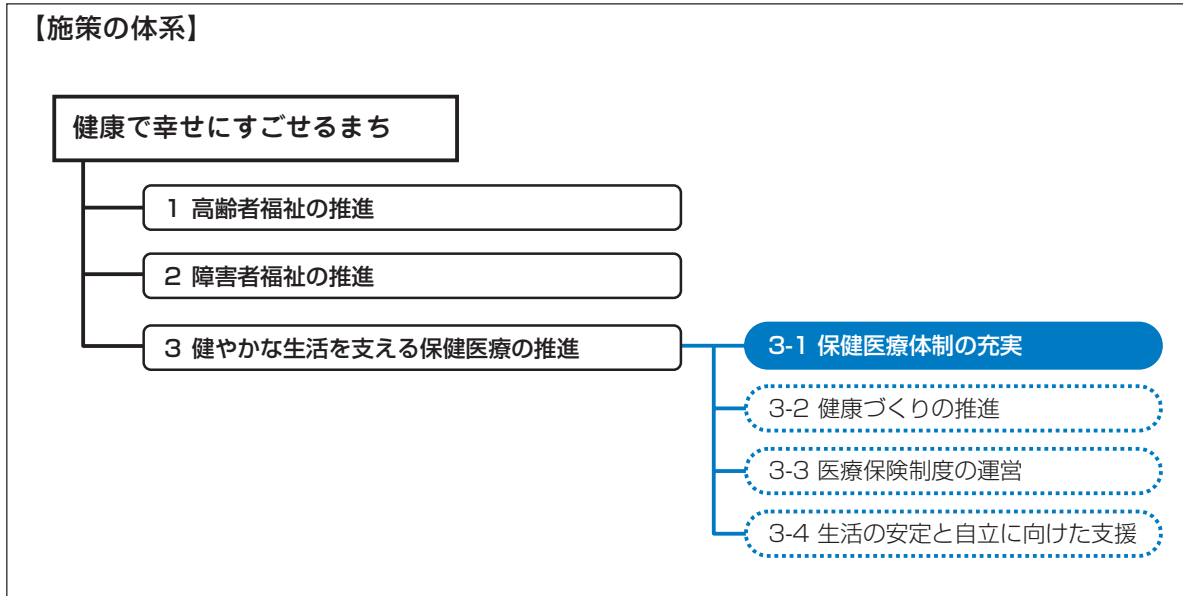 【施策の体系】
健康で幸せにすごせるまち
1 高齢者福祉の推進
2 障害者福祉の推進
3 健やかな生活を支える保健医療の推進
3-1 保健医療体制の充実
3-2 健康づくりの推進
3-3 医療保険制度の運営
3-4 生活の安定と自立に向けた支援